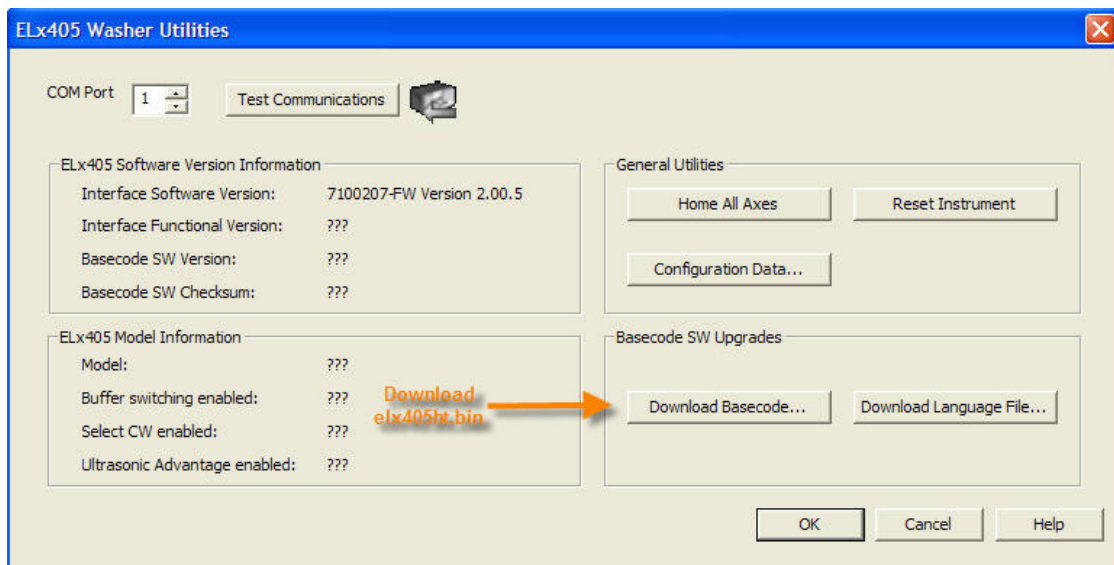 ELx405 Washer Utilities
COM Port
1
Test Communications
ELx405 Software Version Information
Interface Software Version: 7100207-FW Version 2.00.5
Interface Functional Version: ???
Basecode SW Version: ???
Basecode SW Checksum: ???
General Utilities
Home All Axes
Reset Instrument
Configuration Data...
ELx405 Model Information
Model: ???
Buffer switching enabled: ???
Select CW enabled: ???
Ultrasonic Advantage enabled: ???
Download
elx405ht.bin
Basecode SW Upgrades
Download Basecode...
Download Language File...
OK
Cancel
Help